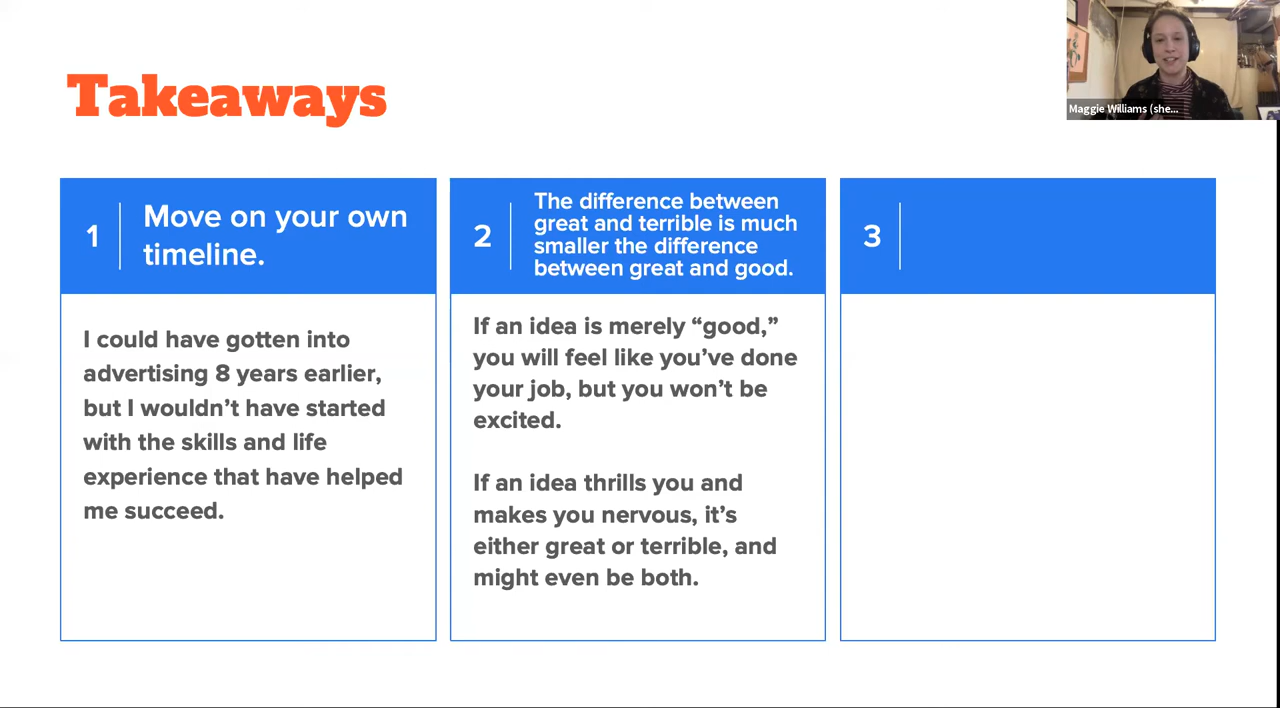 Takeaways
Maggie Williams (she...
1
Move on your own
timeline.
I could have gotten into
advertising 8 years earlier,
but I wouldn’t have started
with the skills and life
experience that have helped
me succeed.
2
The difference between
great and terrible is much
smaller the difference
between great and good.
If an idea is merely “good,”
you will feel like you’ve done
your job, but you won’t be
excited.
If an idea thrills you and
makes you nervous, it’s
either great or terrible, and
might even be both.
3